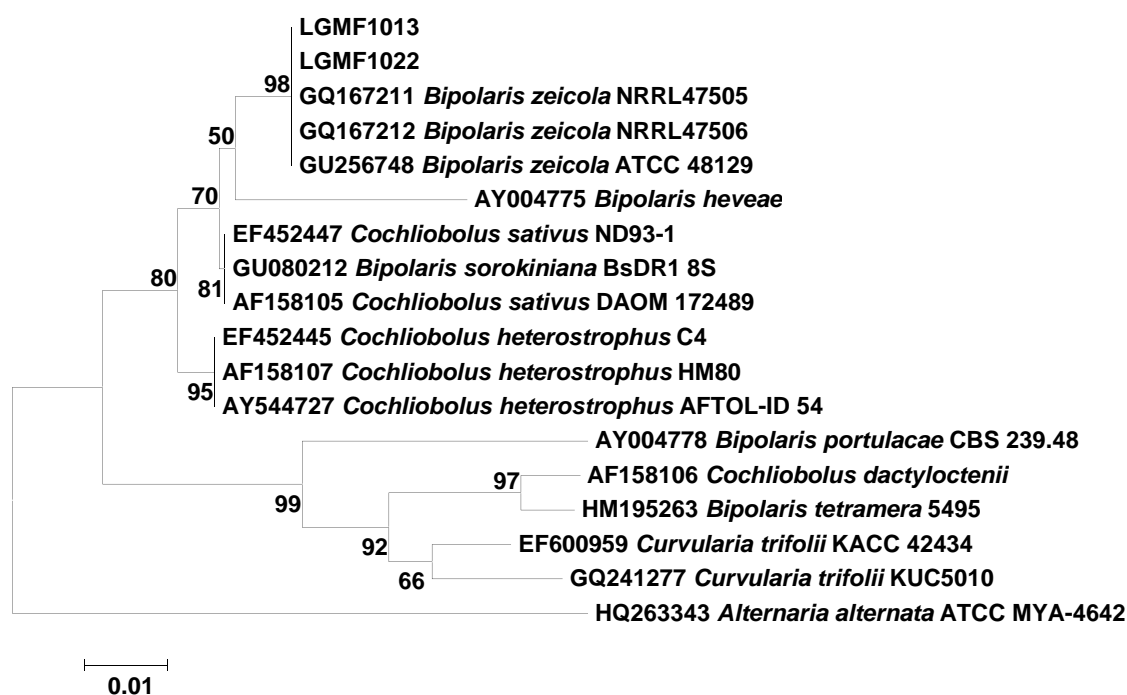 LGMF1013
LGMF1022
98
GQ167211 Bipolaris zeicola NRRL47505
GQ167212 Bipolaris zeicola NRRL47506
50
GU256748 Bipolaris zeicola ATCC 48129
70
AY004775 Bipolaris heveae
EF452447 Cochliobolus sativus ND93-1
GU080212 Bipolaris sorokiniana BsDR1 8S
80
81
AF158105 Cochliobolus sativus DAOM 172489
EF452445 Cochliobolus heterostrophus C4
AF158107 Cochliobolus heterostrophus HM80
95
AY544727 Cochliobolus heterostrophus AFTOL-ID 54
AY004778 Bipolaris portulacae CBS 239.48
AF158106 Cochliobolus dactyloctenii
97
99
HM195263 Bipolaris tetramera 5495
EF600959 Curvularia trifolii KACC 42434
92
66
GQ241277 Curvularia trifolii KUC5010
HQ263343 Alternaria alternata ATCC MYA-4642
0.01